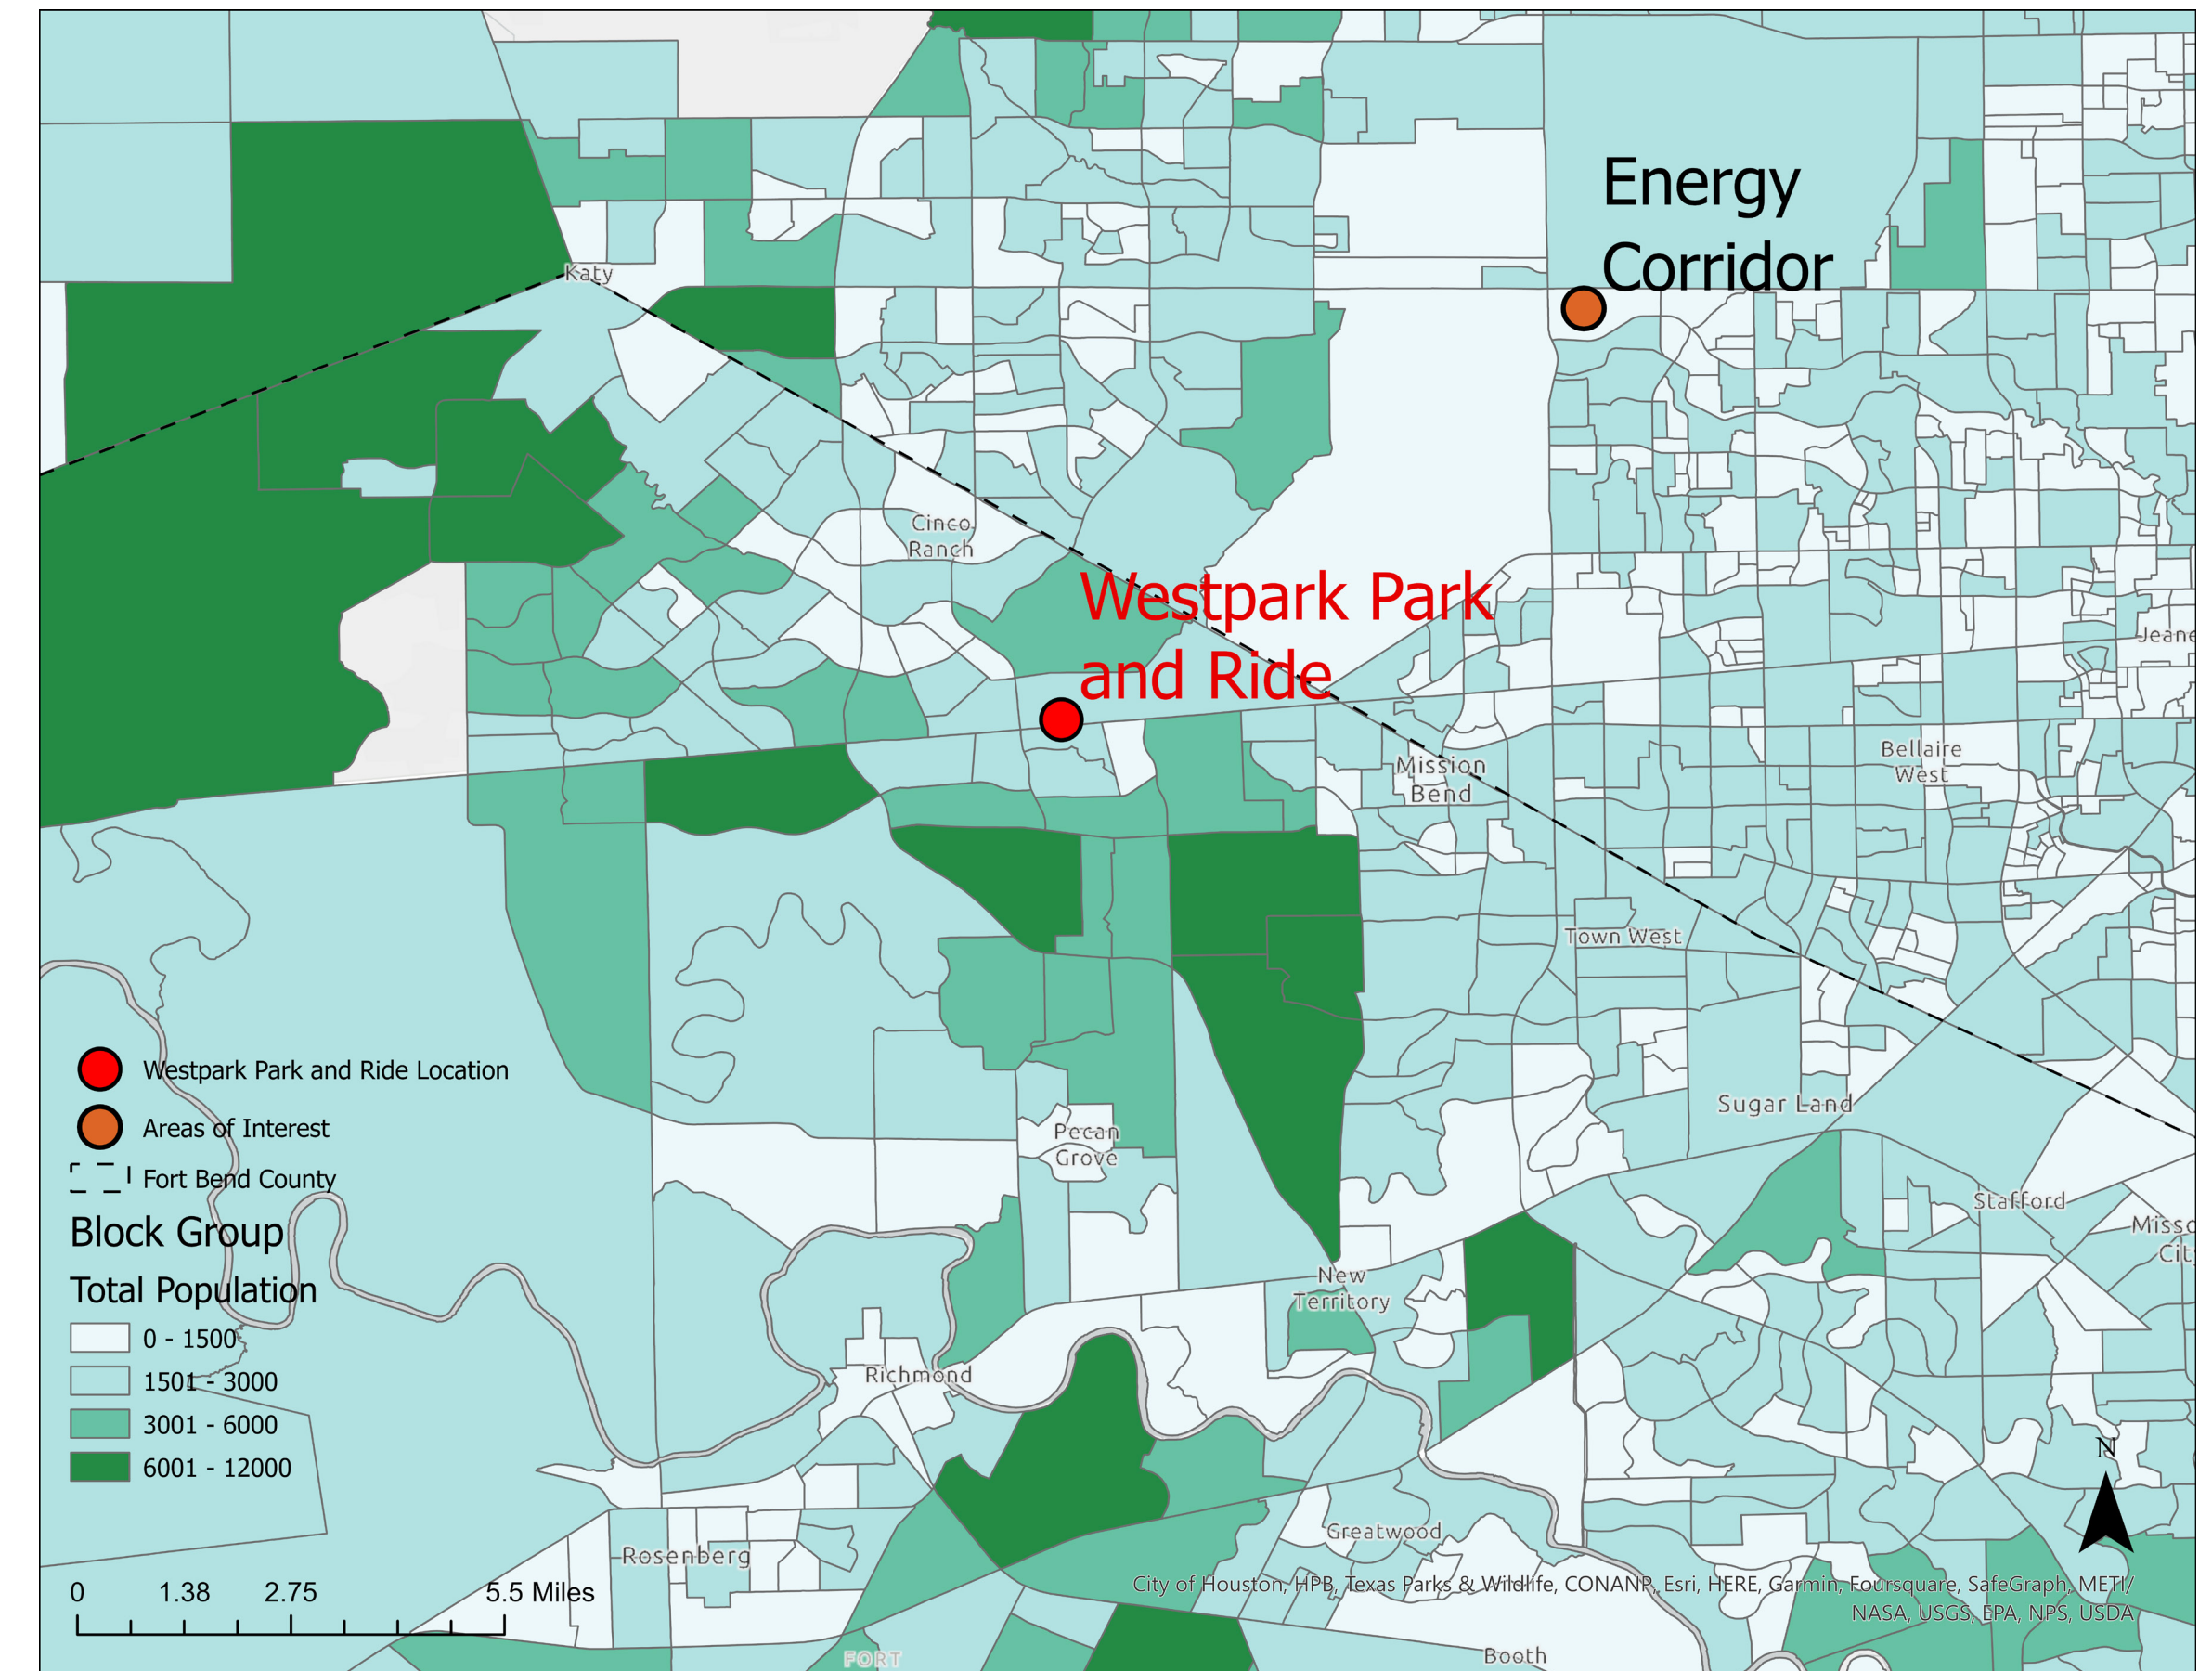 Energy
Corridor
Katy
Cinco
Ranch
Westpark Park
and Ride
Jeane
Mission
Bend
Bellaire
West
Town West
Sugar Land
Pecan
Grove
Stafford
Misso
City
New
Territory
Richmond
Greatwood
Rosenberg
Booth
FORT
Westpark Park and Ride Location
Areas of Interest
Fort Bend County
Block Group
Total Population
0 - 1500
1501 - 3000
3001 - 6000
6001 - 12000
0 1.38 2.75 5.5 Miles
N
City of Houston, HPB, Texas Parks & Wildlife, CONANP, Esri, HERE, Garmin, Foursquare, SafeGraph, METI/
NASA, USGS, EPA, NPS, USDA